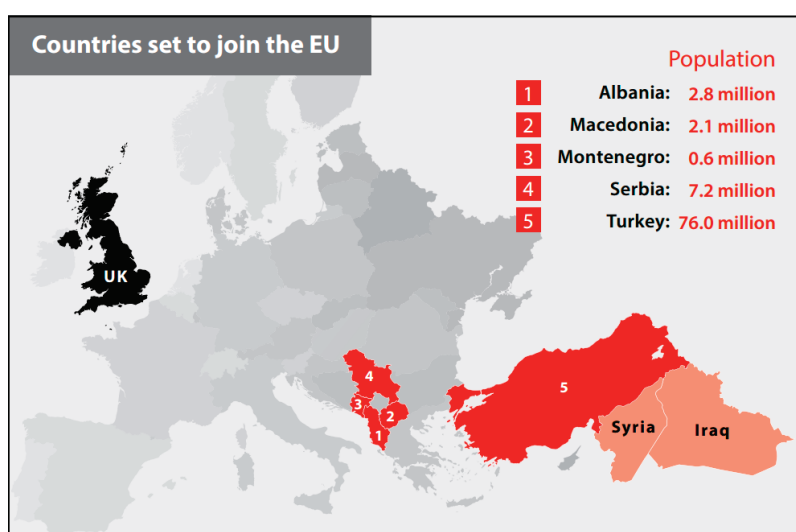 Countries set to join the EU
Population
1 Albania: 2.8 million
2 Macedonia: 2.1 million
3 Montenegro: 0.6 million
4 Serbia: 7.2 million
5 Turkey: 76.0 million
UK
4
5
3
2
1
Syria
Iraq